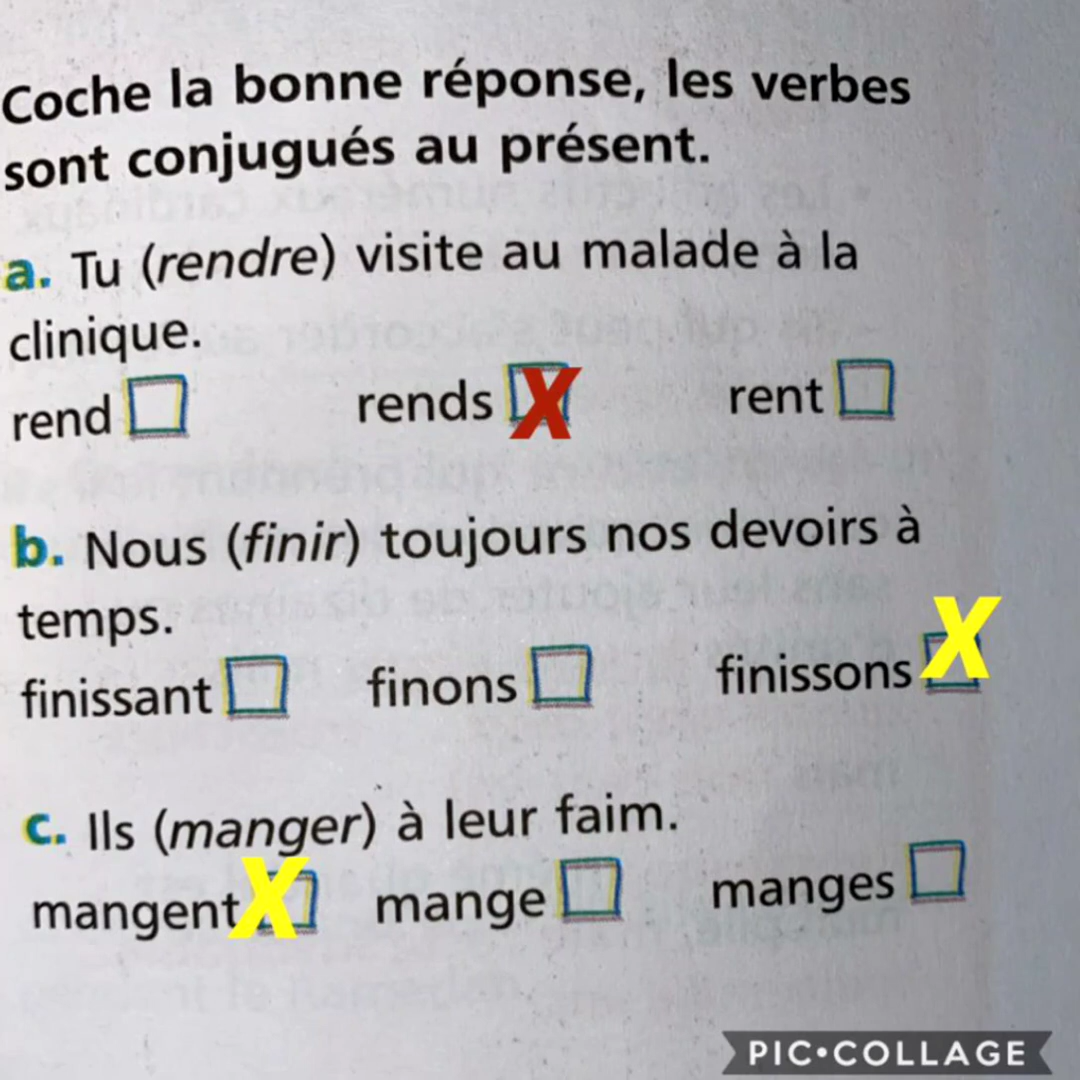 Coche la bonne réponse, les verbes
sont conjugués au présent.
a. Tu (rendre) visite au malade à la
clinique.
rend rends X rent
b. Nous (finir) toujours nos devoirs à
temps.
finissant finons finissons X
c. Ils (manger) à leur faim.
mangent X mange manges
PIC•COLLAGE